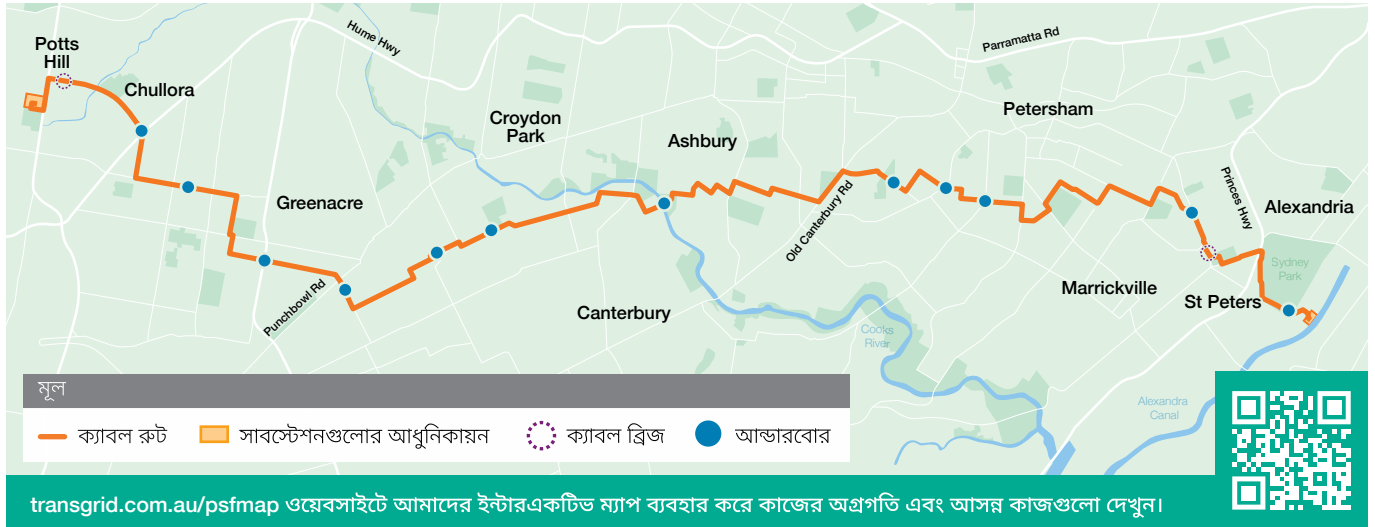 Potts
Hill
Hume Hwy
Parramatta Rd
Chullora
Croydon
Park
Petersham
Ashbury
Greenacre
Old Canterbury Rd
Princes Hwy
Alexandria
Sydney
Park
Punchbowl Rd
Canterbury
Marrickville
St Peters
Cooks
River
Alexandra
Canal
মূল
ক্যাবল রুট
সাবস্টেশনগুলোর আধুনিকায়ন
ক্যাবল ব্রিজ
আন্ডারবোর
transgrid.com.au/psfmap ওয়েবসাইটে আমাদের ইন্টারএকটিভ ম্যাপ ব্যবহার করে কাজের অগ্রগতি এবং আসন্ন কাজগুলো দেখুন।